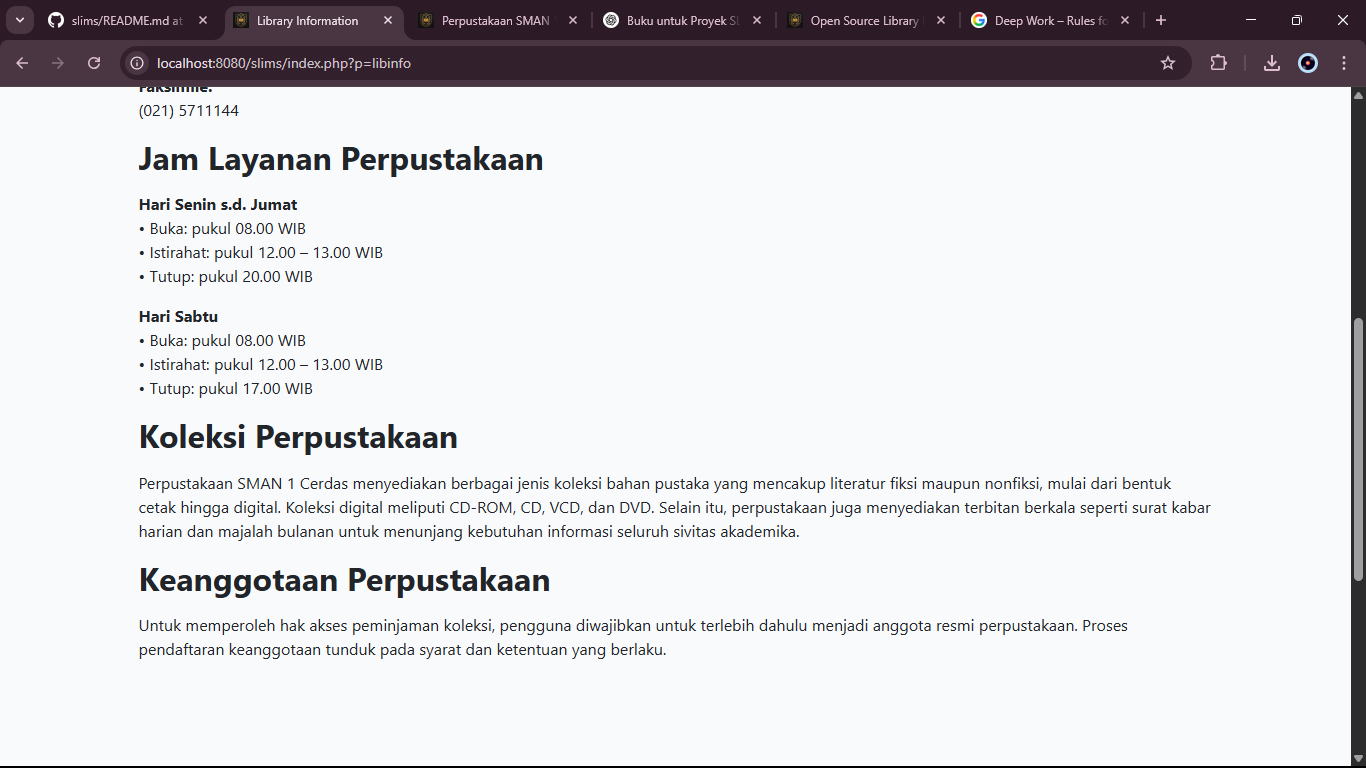 slims/README.md at
Library Information
Perpustakaan SMAN
Buku untuk Proyek SL
Open Source Library
Deep Work – Rules fo
localhost:8080/slims/index.php?p=libinfo
Faksimile:
(021) 5711144
Jam Layanan Perpustakaan
Hari Senin s.d. Jumat
• Buka: pukul 08.00 WIB
• Istirahat: pukul 12.00 – 13.00 WIB
• Tutup: pukul 20.00 WIB
Hari Sabtu
• Buka: pukul 08.00 WIB
• Istirahat: pukul 12.00 – 13.00 WIB
• Tutup: pukul 17.00 WIB
Koleksi Perpustakaan
Perpustakaan SMAN 1 Cerdas menyediakan berbagai jenis koleksi bahan pustaka yang mencakup literatur fiksi maupun nonfiksi, mulai dari bentuk
cetak hingga digital. Koleksi digital meliputi CD-ROM, CD, VCD, dan DVD. Selain itu, perpustakaan juga menyediakan terbitan berkala seperti surat kabar
harian dan majalah bulanan untuk menunjang kebutuhan informasi seluruh sivitas akademika.
Keanggotaan Perpustakaan
Untuk memperoleh hak akses peminjaman koleksi, pengguna diwajibkan untuk terlebih dahulu menjadi anggota resmi perpustakaan. Proses
pendaftaran keanggotaan tunduk pada syarat dan ketentuan yang berlaku.